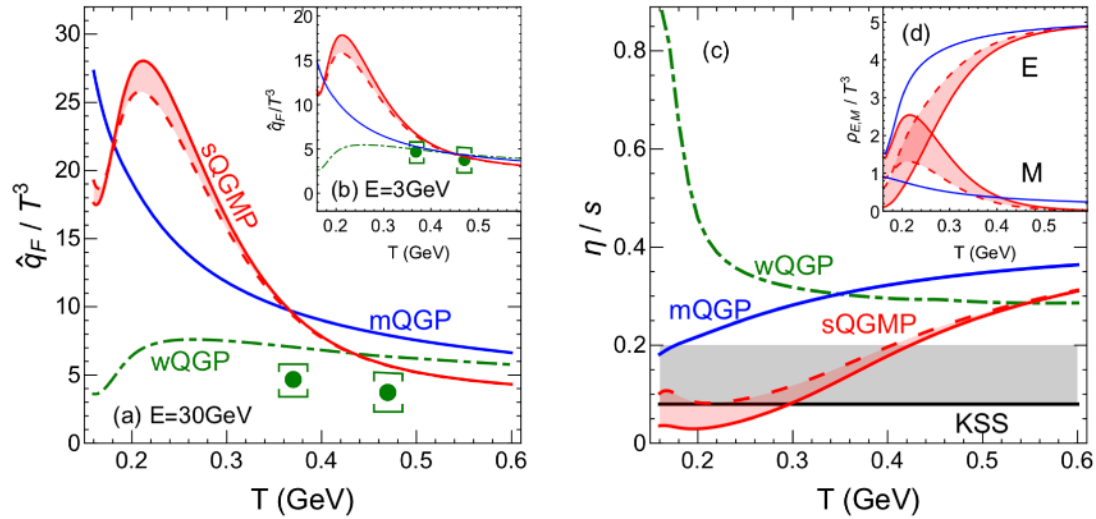 30
25
20
15
10
5
0
q̂F / T³
0.2
0.3
0.4
0.5
0.6
T (GeV)
sQGMP
mQGP
wQGP
(a) E=30GeV
20
15
10
5
0
q̂F/T³
0.2
0.3
0.4
0.5
T (GeV)
(b) E=3GeV
0.8
0.6
0.4
0.2
0
η / s
0.2
0.3
0.4
0.5
0.6
T (GeV)
(c)
wQGP
mQGP
sQGMP
KSS
5
4
3
2
1
0
ρE,M / T³
0.2
0.3
0.4
0.5
T (GeV)
(d)
E
M